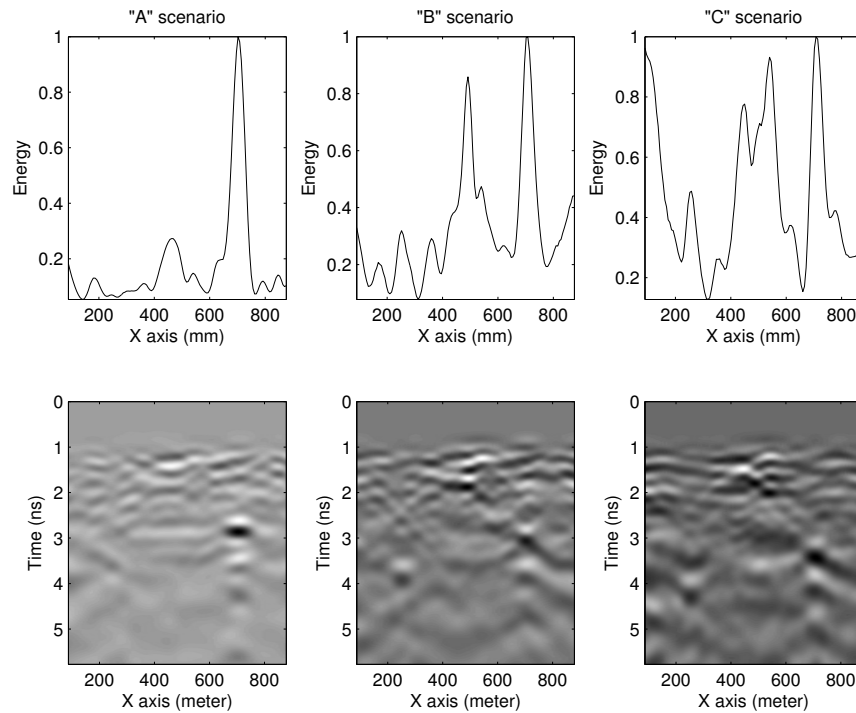 "A" scenario
"B" scenario
"C" scenario
1
0.8
0.6
0.4
0.2
Energy
200 400 600 800
X axis (mm)
1
0.8
0.6
0.4
0.2
Energy
200 400 600 800
X axis (mm)
1
0.8
0.6
0.4
0.2
Energy
200 400 600 800
X axis (mm)
0
1
2
3
4
5
Time (ns)
200 400 600 800
X axis (meter)
0
1
2
3
4
5
Time (ns)
200 400 600 800
X axis (meter)
0
1
2
3
4
5
Time (ns)
200 400 600 800
X axis (meter)